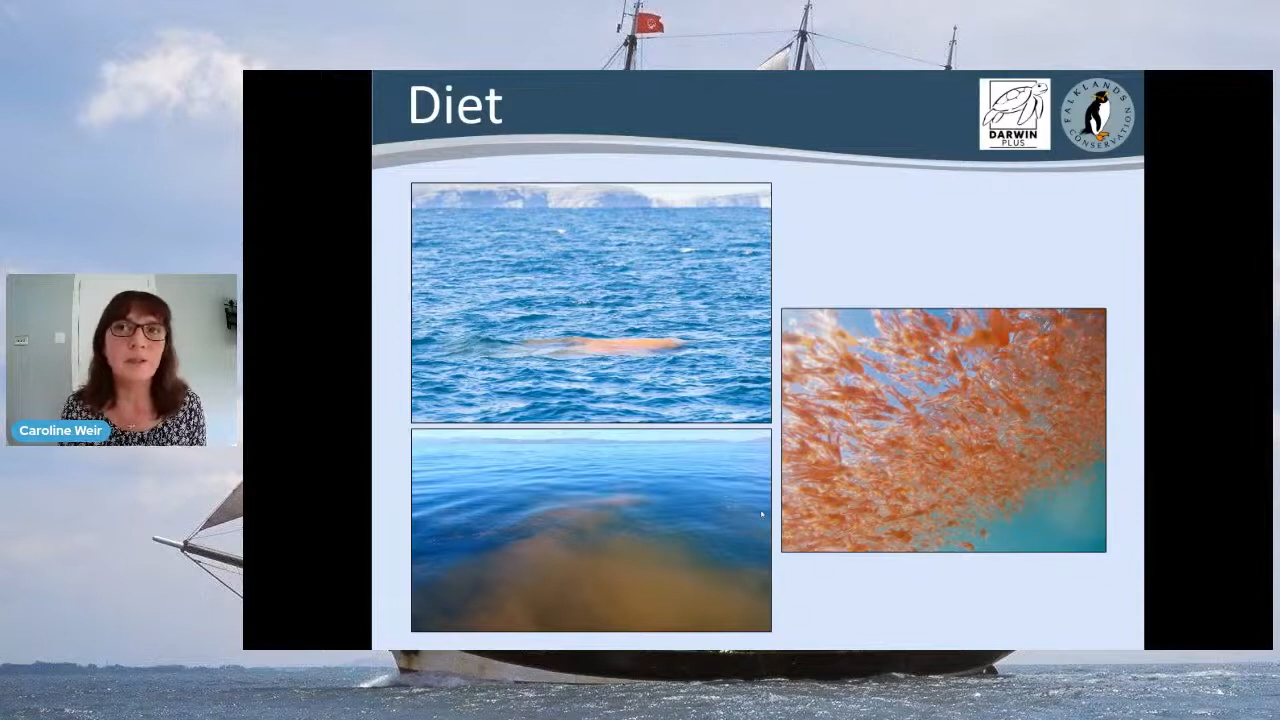 Diet
DARWIN
PLUS
FALKLANDS
CONSERVATION
Caroline Weir